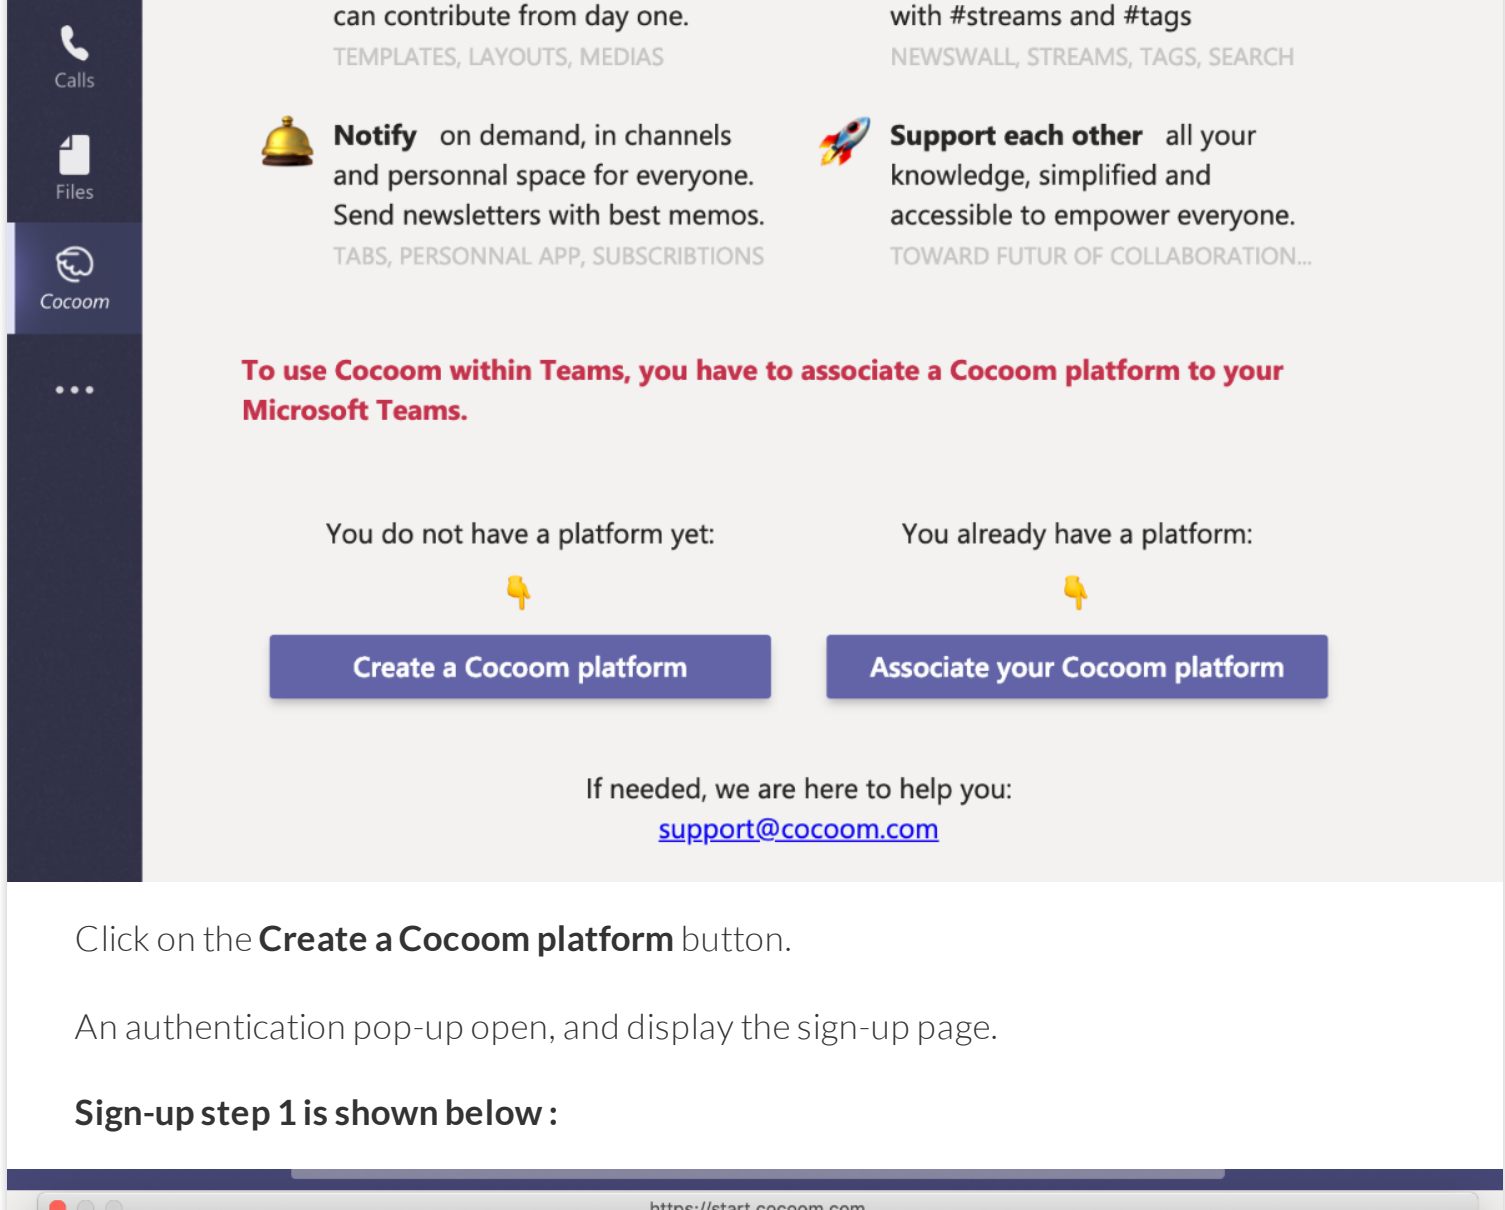 Calls
Files
Cocoom
can contribute from day one.
TEMPLATES, LAYOUTS, MEDIAS
with #streams and #tags
NEWSWALL, STREAMS, TAGS, SEARCH
Notify on demand, in channels
and personnal space for everyone.
Send newsletters with best memos.
TABS, PERSONNAL APP, SUBSCRIBTIONS
Support each other all your
knowledge, simplified and
accessible to empower everyone.
TOWARD FUTUR OF COLLABORATION...
To use Cocoom within Teams, you have to associate a Cocoom platform to your
Microsoft Teams.
You do not have a platform yet:
Create a Cocoom platform
You already have a platform:
Associate your Cocoom platform
If needed, we are here to help you:
support@cocoom.com
Click on the Create a Cocoom platform button.
An authentication pop-up open, and display the sign-up page.
Sign-up step 1 is shown below :
https://start.cocoom.com